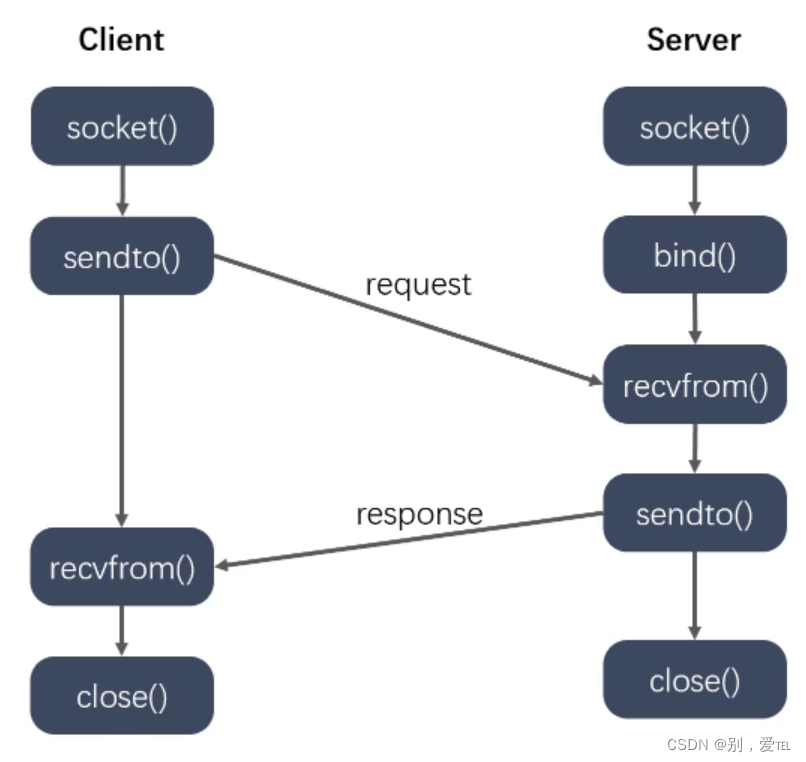 Client
Server
socket()
socket()
sendto()
bind()
request
recvfrom()
response
sendto()
recvfrom()
close()
close()
CSDN @别，爱℡